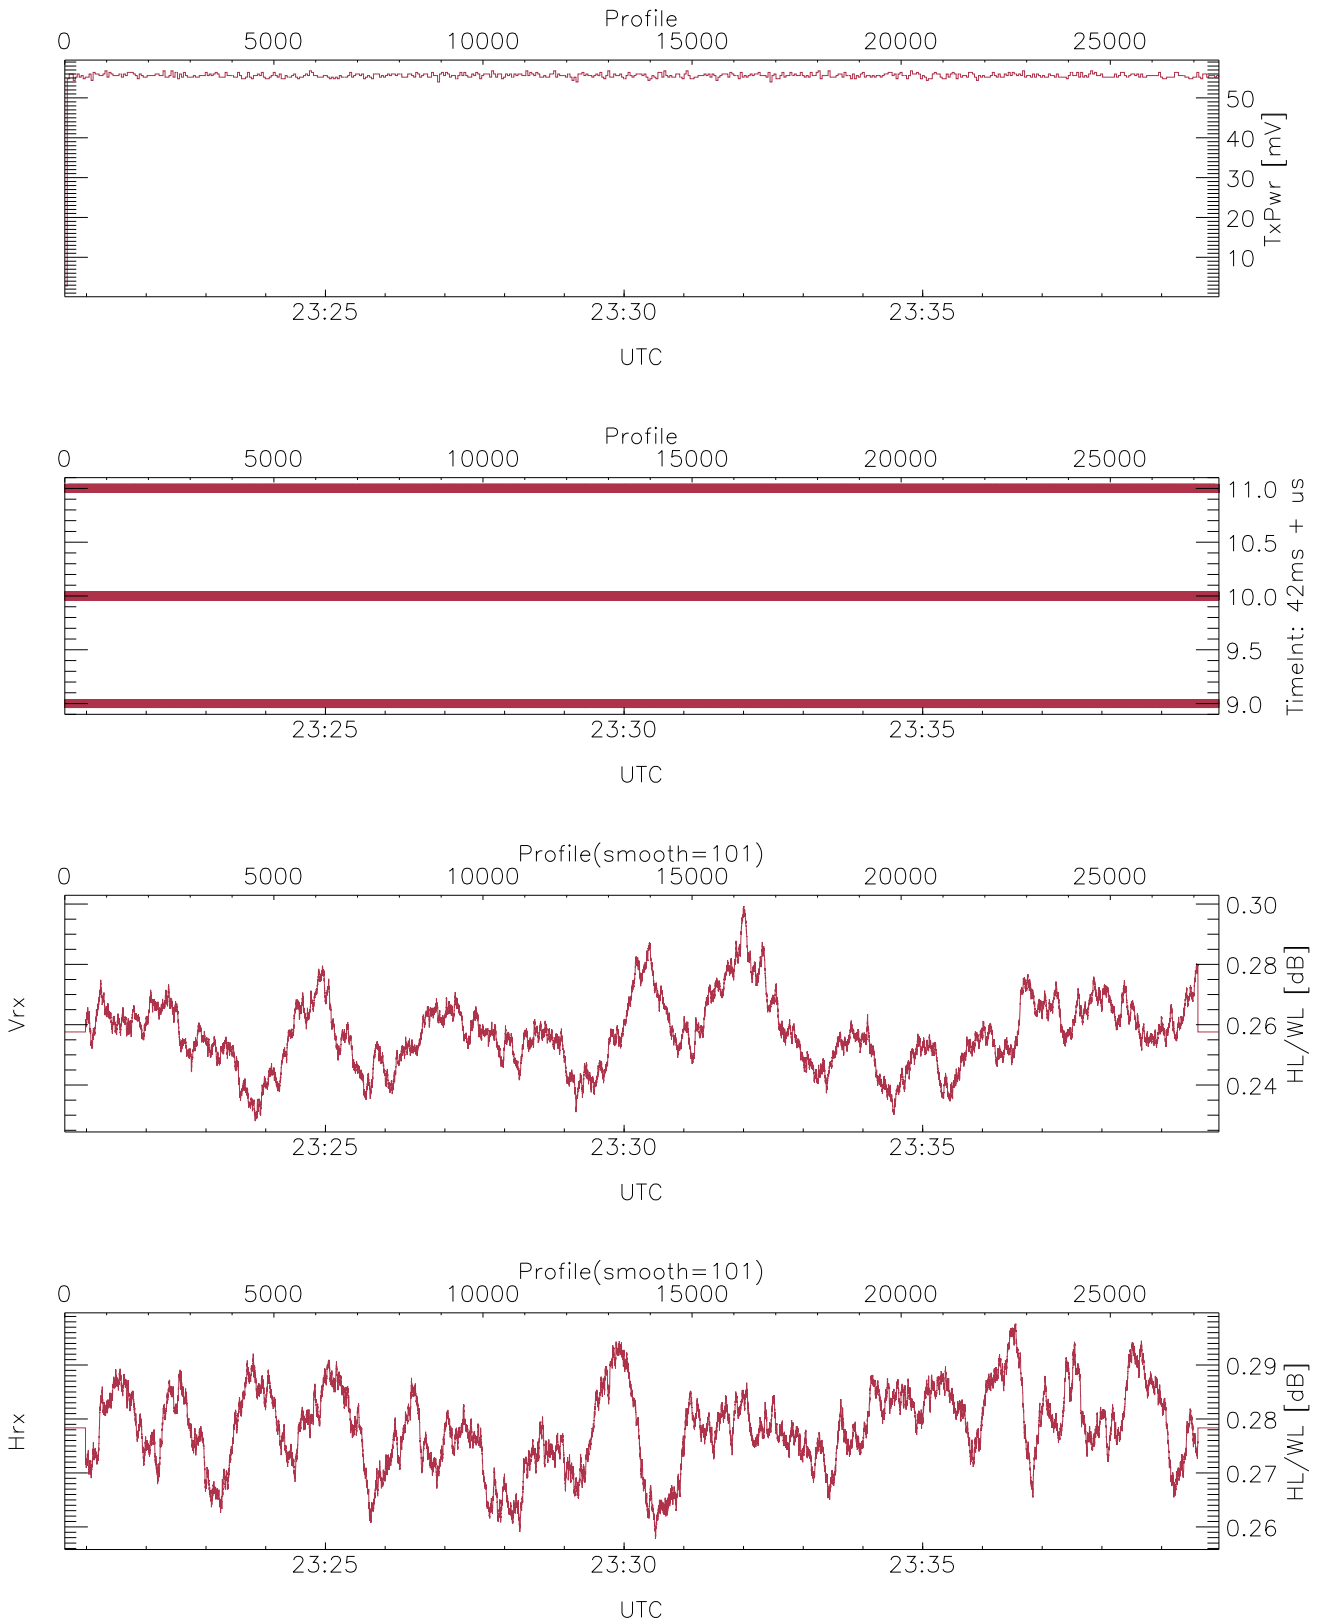 Profile
0 5000 10000 15000 20000 25000
50
40
30
20
10
TxPwr [mV]
23:25 23:30 23:35
UTC
Profile
0 5000 10000 15000 20000 25000
11.0
10.5
10.0
9.5
9.0
TimeInt: 42ms + us
23:25 23:30 23:35
UTC
Profile(smooth=101)
0 5000 10000 15000 20000 25000
Vrx
0.30
0.28
0.26
0.24
HL/WL [dB]
23:25 23:30 23:35
UTC
Profile(smooth=101)
0 5000 10000 15000 20000 25000
Hrx
0.29
0.28
0.27
0.26
HL/WL [dB]
23:25 23:30 23:35
UTC